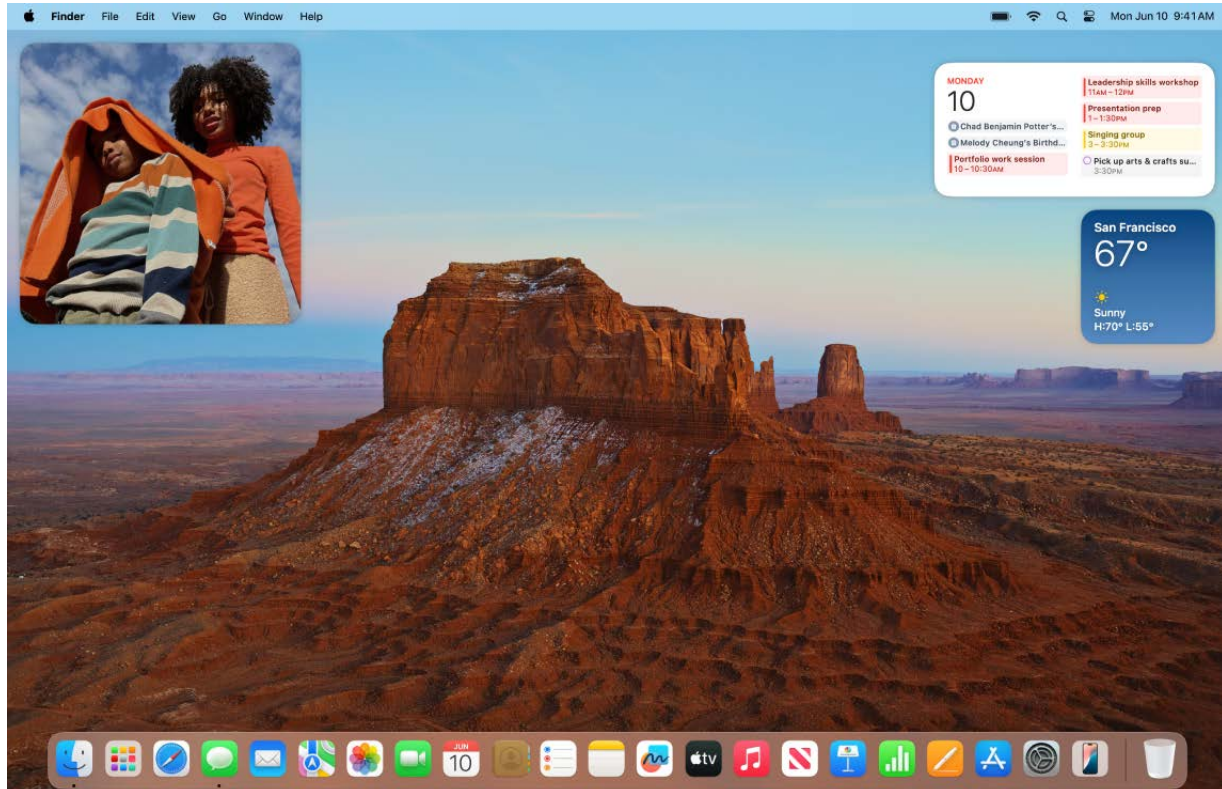 Finder File Edit View Go Window Help
Mon Jun 10 9:41 AM
MONDAY
10
Chad Benjamin Potter's...
Melody Cheung's Birthd...
Portfolio work session
10–10:30AM
Leadership skills workshop
11AM–12PM
Presentation prep
1–1:30PM
Singing group
3–3:30PM
Pick up arts & crafts su...
3:30PM
San Francisco
67°
Sunny
H:70° L:55°
JUN
10
tv